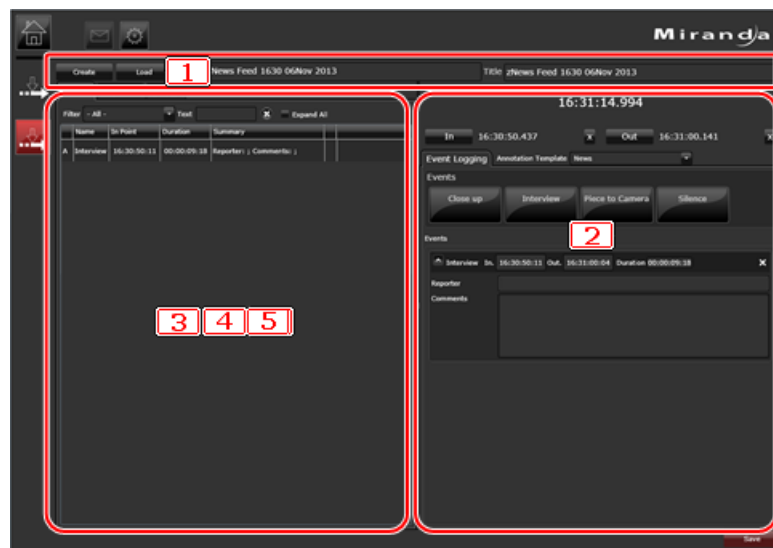 Miranda
Create Load 1 News Feed 1630 06Nov 2013 Title zNews Feed 1630 06Nov 2013
16:31:14.994
Filter - All - Text x Expand All
In 16:30:50.437 x Out 16:31:00.141 x
Name In Point Duration Summary
A Interview 16:30:50:11 00:00:09:18 Reporter: ; Comments: ;
Event Logging Annotation Template News
Events
Close up Interview Piece to Camera Silence
2
Events
Interview In. 16:30:50:11 Out. 16:31:00:04 Duration 00:00:09:18 x
Reporter
Comments
3 4 5
Save